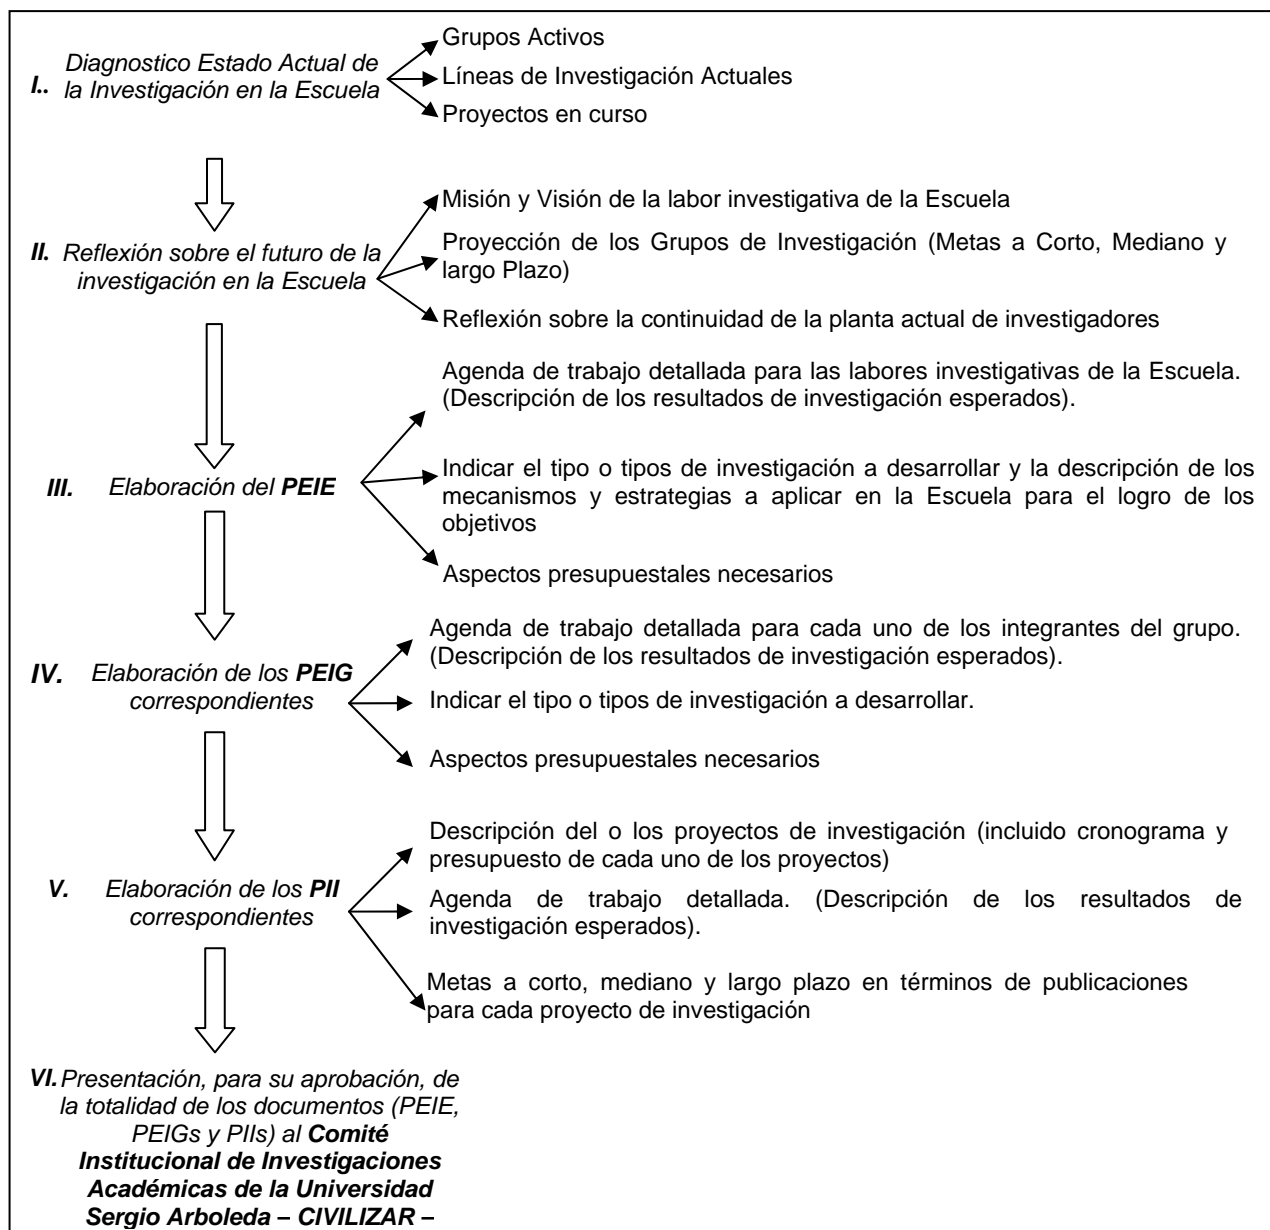 I.. Diagnostico Estado Actual de
la Investigación en la Escuela
Grupos Activos
Líneas de Investigación Actuales
Proyectos en curso
II. Reflexión sobre el futuro de la
investigación en la Escuela
Misión y Visión de la labor investigativa de la Escuela
Proyección de los Grupos de Investigación (Metas a Corto, Mediano y
largo Plazo)
Reflexión sobre la continuidad de la planta actual de investigadores
III. Elaboración del PEIE
Agenda de trabajo detallada para las labores investigativas de la Escuela.
(Descripción de los resultados de investigación esperados).
Indicar el tipo o tipos de investigación a desarrollar y la descripción de los
mecanismos y estrategias a aplicar en la Escuela para el logro de los
objetivos
Aspectos presupuestales necesarios
IV. Elaboración de los PEIG
correspondientes
Agenda de trabajo detallada para cada uno de los integrantes del grupo.
(Descripción de los resultados de investigación esperados).
Indicar el tipo o tipos de investigación a desarrollar.
Aspectos presupuestales necesarios
V. Elaboración de los PII
correspondientes
Descripción del o los proyectos de investigación (incluido cronograma y
presupuesto de cada uno de los proyectos)
Agenda de trabajo detallada. (Descripción de los resultados de
investigación esperados).
Metas a corto, mediano y largo plazo en términos de publicaciones
para cada proyecto de investigación
VI. Presentación, para su aprobación, de
la totalidad de los documentos (PEIE,
PEIGs y PIIs) al Comité
Institucional de Investigaciones
Académicas de la Universidad
Sergio Arboleda – CIVILIZAR –